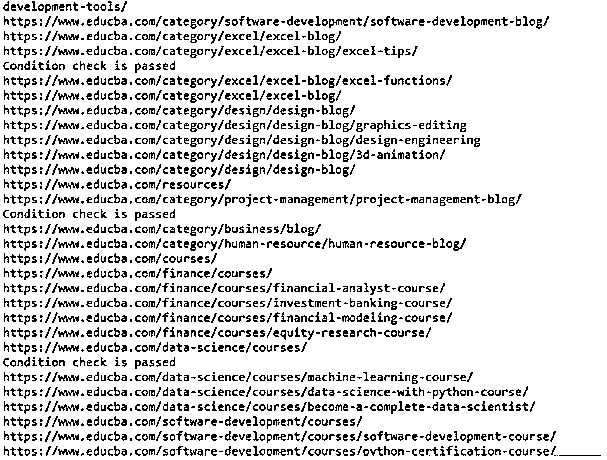 development-tools/
https://www.educba.com/category/software-development/software-development-blog/
https://www.educba.com/category/excel/excel-blog/
https://www.educba.com/category/excel/excel-blog/excel-tips/
Condition check is passed
https://www.educba.com/category/excel/excel-blog/excel-functions/
https://www.educba.com/category/excel/excel-blog/
https://www.educba.com/category/design/design-blog/
https://www.educba.com/category/design/design-blog/graphics-editing
https://www.educba.com/category/design/design-blog/design-engineering
https://www.educba.com/category/design/design-blog/3d-animation/
https://www.educba.com/category/design/design-blog/
https://www.educba.com/resources/
https://www.educba.com/category/project-management/project-management-blog/
Condition check is passed
https://www.educba.com/category/business/blog/
https://www.educba.com/category/human-resource/human-resource-blog/
https://www.educba.com/courses/
https://www.educba.com/finance/courses/
https://www.educba.com/finance/courses/financial-analyst-course/
https://www.educba.com/finance/courses/investment-banking-course/
https://www.educba.com/finance/courses/financial-modeling-course/
https://www.educba.com/finance/courses/equity-research-course/
https://www.educba.com/data-science/courses/
Condition check is passed
https://www.educba.com/data-science/courses/machine-learning-course/
https://www.educba.com/data-science/courses/data-science-with-python-course/
https://www.educba.com/data-science/courses/become-a-complete-data-scientist/
https://www.educba.com/software-development/courses/
https://www.educba.com/software-development/courses/software-development-course/
https://www.educba.com/software-development/courses/python-certification-course/